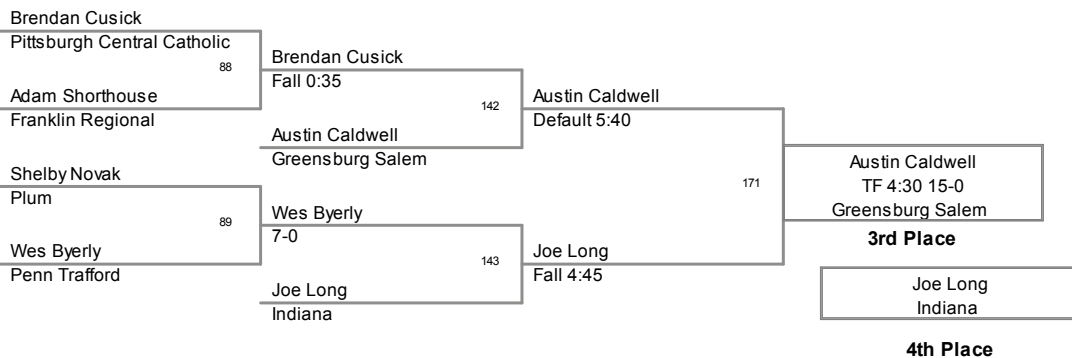 Brendan Cusick
Pittsburgh Central Catholic
88
Adam Shorthouse
Franklin Regional
Shelby Novak
Plum
89
Wes Byerly
Penn Trafford
Brendan Cusick
Fall 0:35
142
Austin Caldwell
Greensburg Salem
Wes Byerly
7-0
143
Joe Long
Indiana
Austin Caldwell
Default 5:40
171
Joe Long
Fall 4:45
Austin Caldwell
TF 4:30 15-0
Greensburg Salem
3rd Place
Joe Long
Indiana
4th Place